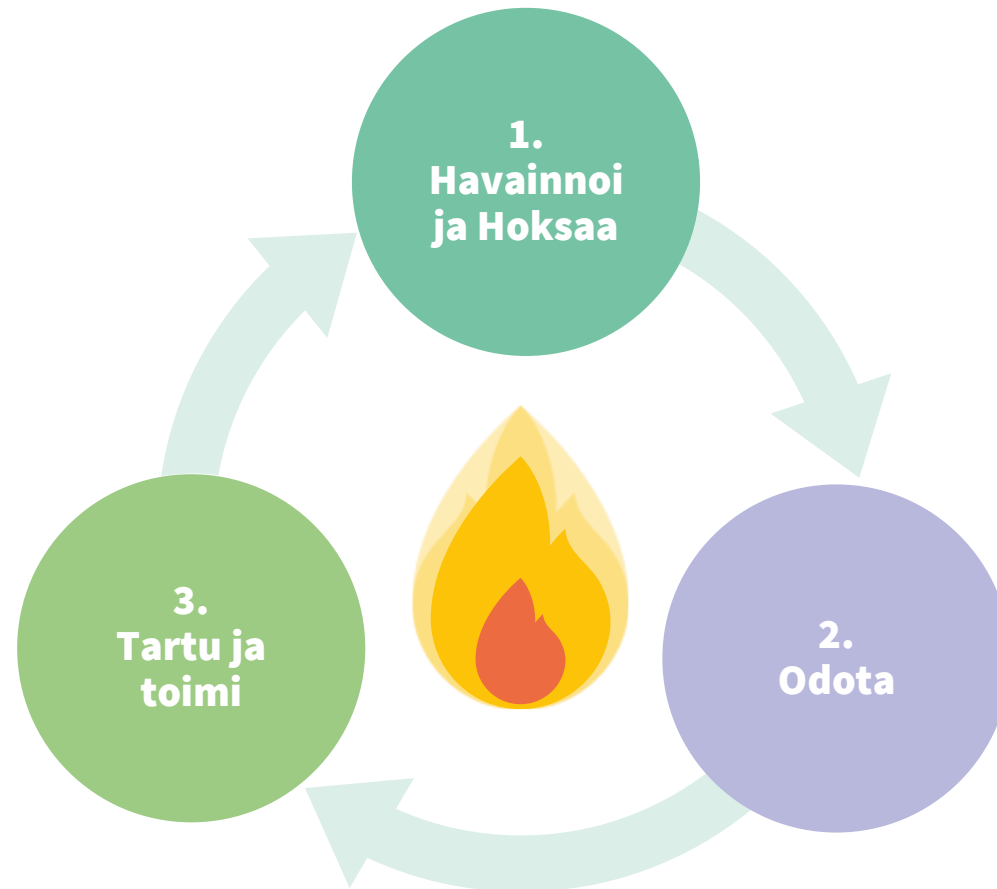 1.
Havainnoi
ja Hoksaa
2.
Odota
3.
Tartu ja
toimi